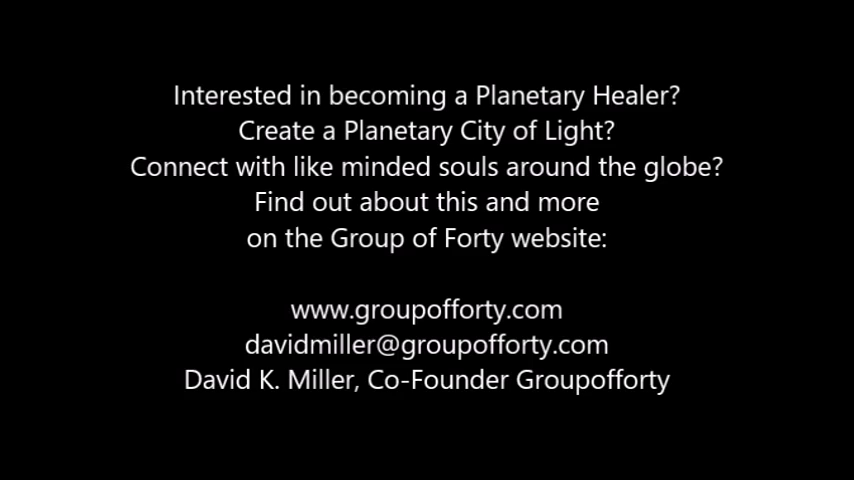 Interested in becoming a Planetary Healer?
Create a Planetary City of Light?
Connect with like minded souls around the globe?
Find out about this and more
on the Group of Forty website:
www.groupofforty.com
davidmiller@groupofforty.com
David K. Miller, Co-Founder Groupofforty